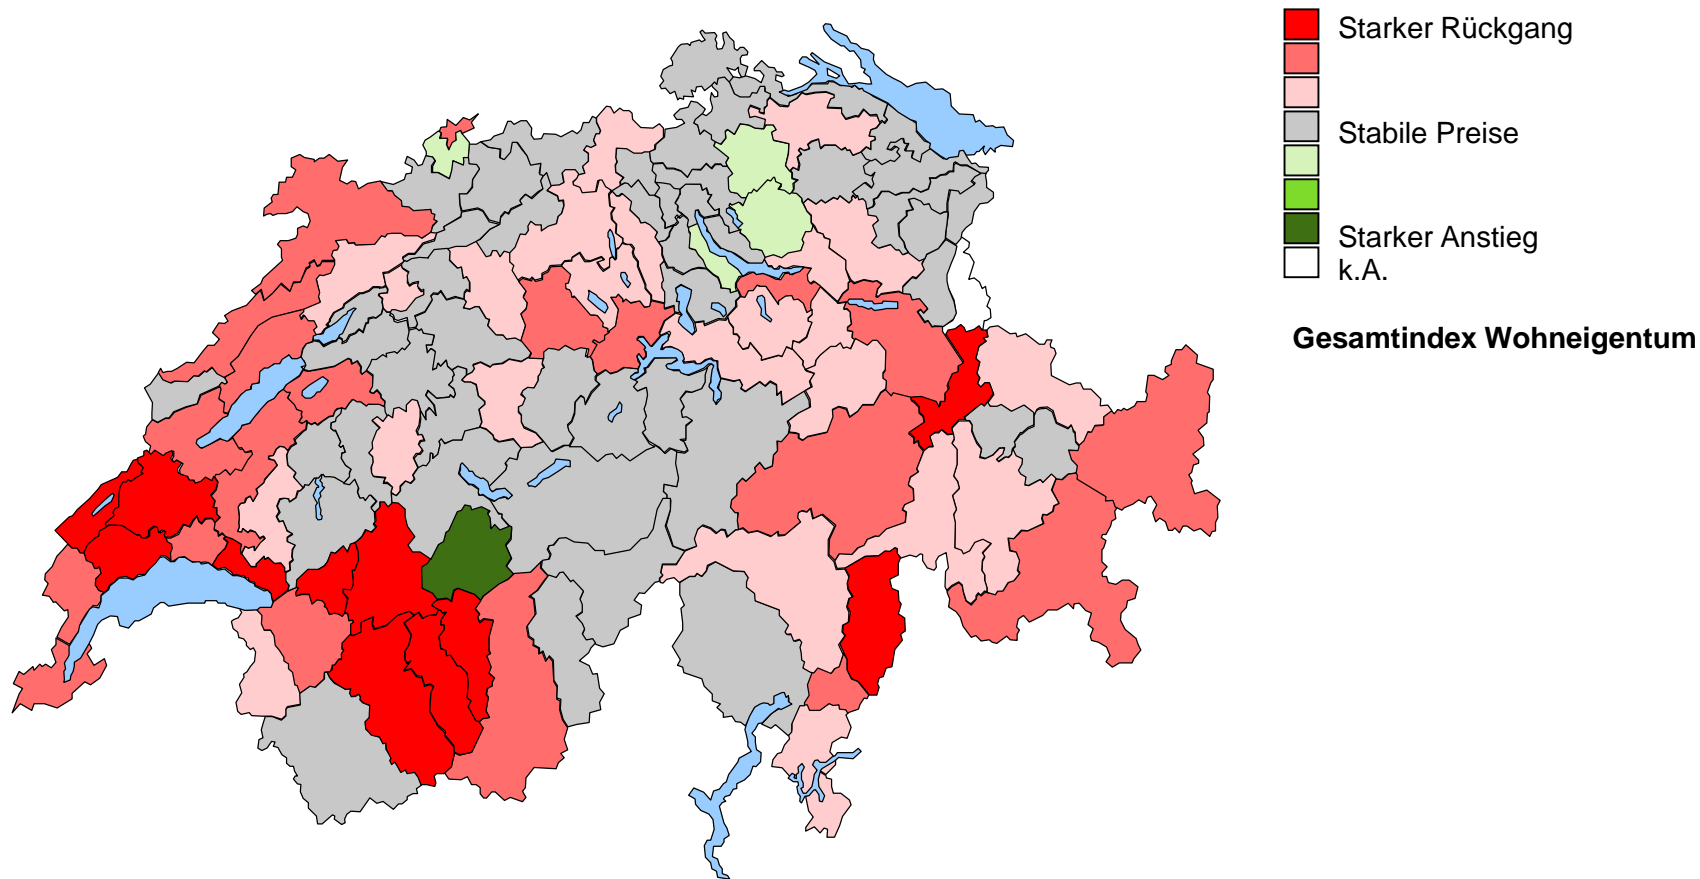 Starker Rückgang
Stabile Preise
Starker Anstieg
k.A.
Gesamtindex Wohneigentum